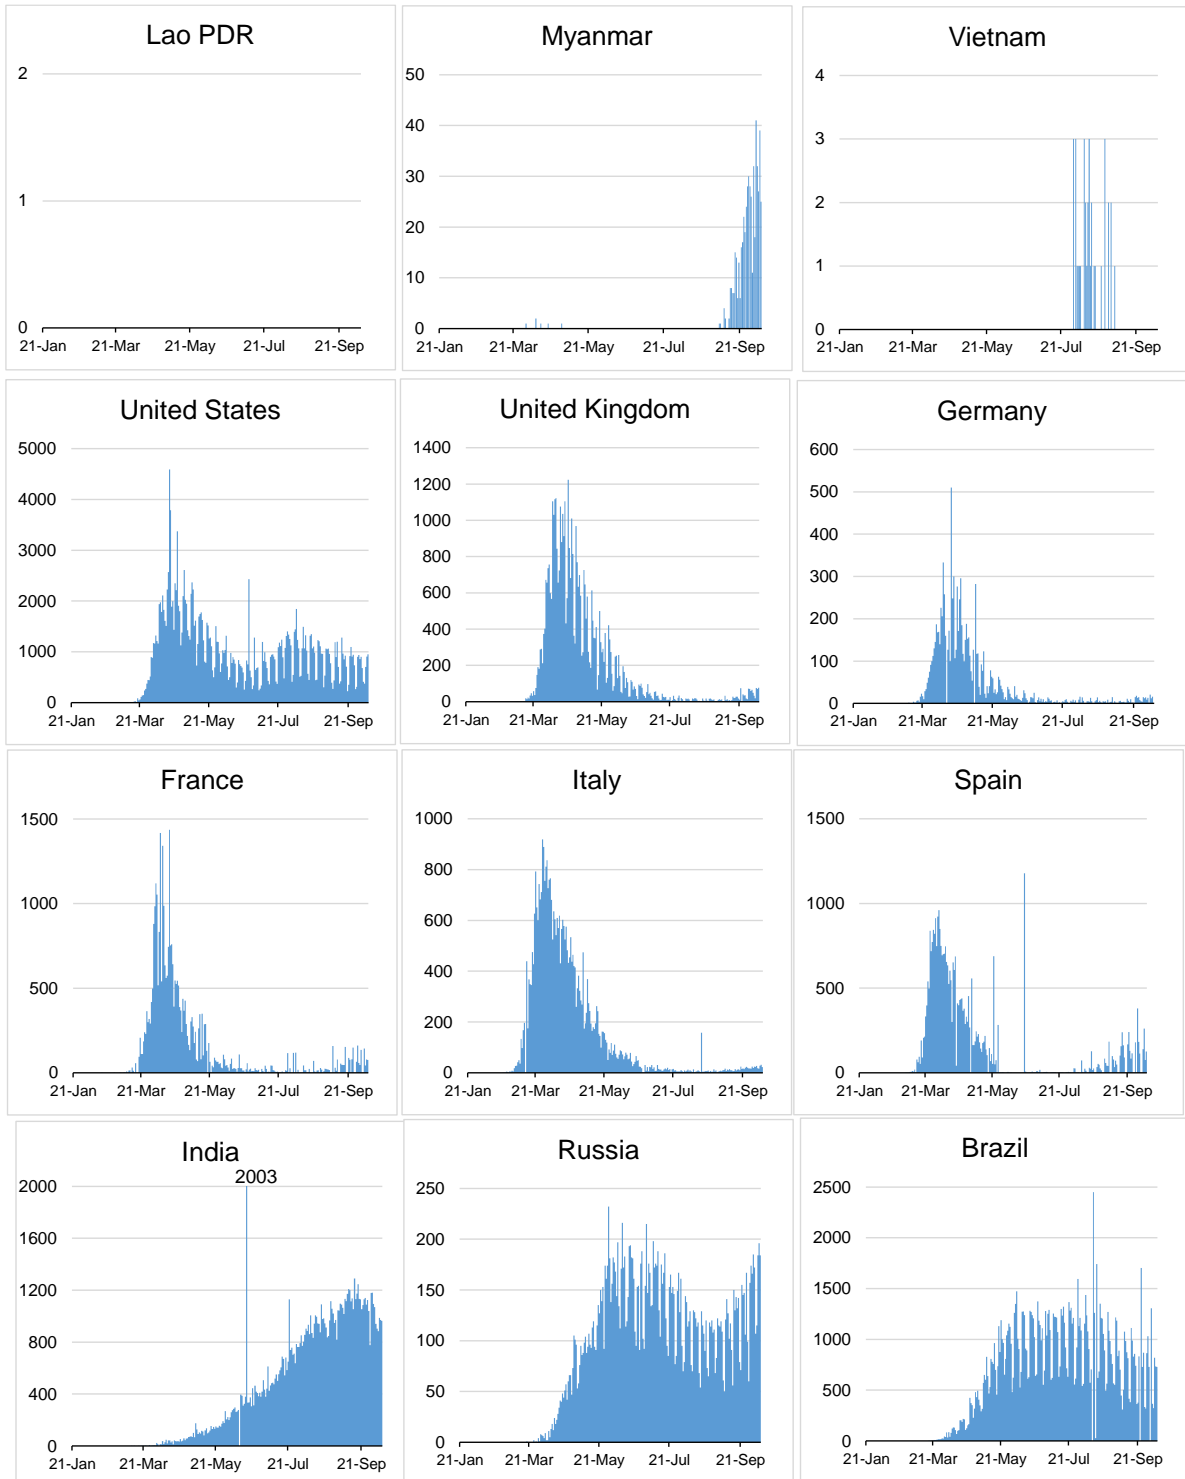 Lao PDR
2
1
0
21-Jan 21-Mar 21-May 21-Jul 21-Sep
Myanmar
50
40
30
20
10
0
21-Jan 21-Mar 21-May 21-Jul 21-Sep
Vietnam
4
3
2
1
0
21-Jan 21-Mar 21-May 21-Jul 21-Sep
United States
5000
4000
3000
2000
1000
0
21-Jan 21-Mar 21-May 21-Jul 21-Sep
United Kingdom
1400
1200
1000
800
600
400
200
0
21-Jan 21-Mar 21-May 21-Jul 21-Sep
Germany
600
500
400
300
200
100
0
21-Jan 21-Mar 21-May 21-Jul 21-Sep
France
1500
1000
500
0
21-Jan 21-Mar 21-May 21-Jul 21-Sep
Italy
1000
800
600
400
200
0
21-Jan 21-Mar 21-May 21-Jul 21-Sep
Spain
1500
1000
500
0
21-Jan 21-Mar 21-May 21-Jul 21-Sep
India
2003
2000
1600
1200
800
400
0
21-Jan 21-Mar 21-May 21-Jul 21-Sep
Russia
250
200
150
100
50
0
21-Jan 21-Mar 21-May 21-Jul 21-Sep
Brazil
2500
2000
1500
1000
500
0
21-Jan 21-Mar 21-May 21-Jul 21-Sep